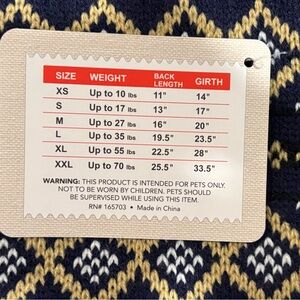 SIZE WEIGHT BACK LENGTH GIRTH
XS Up to 10 lbs 11" 14"
S Up to 17 lbs 13" 17"
M Up to 27 lbs 16" 20"
L Up to 35 lbs 19.5" 23.5"
XL Up to 55 lbs 22.5" 28"
XXL Up to 70 lbs 25.5" 33.5"
WARNING: THIS PRODUCT IS INTENDED FOR PETS ONLY.
NOT TO BE WORN BY CHILDREN. PETS SHOULD
BE SUPERVISED WHILE USING THIS ITEM.
RN# 165703 • Made in China